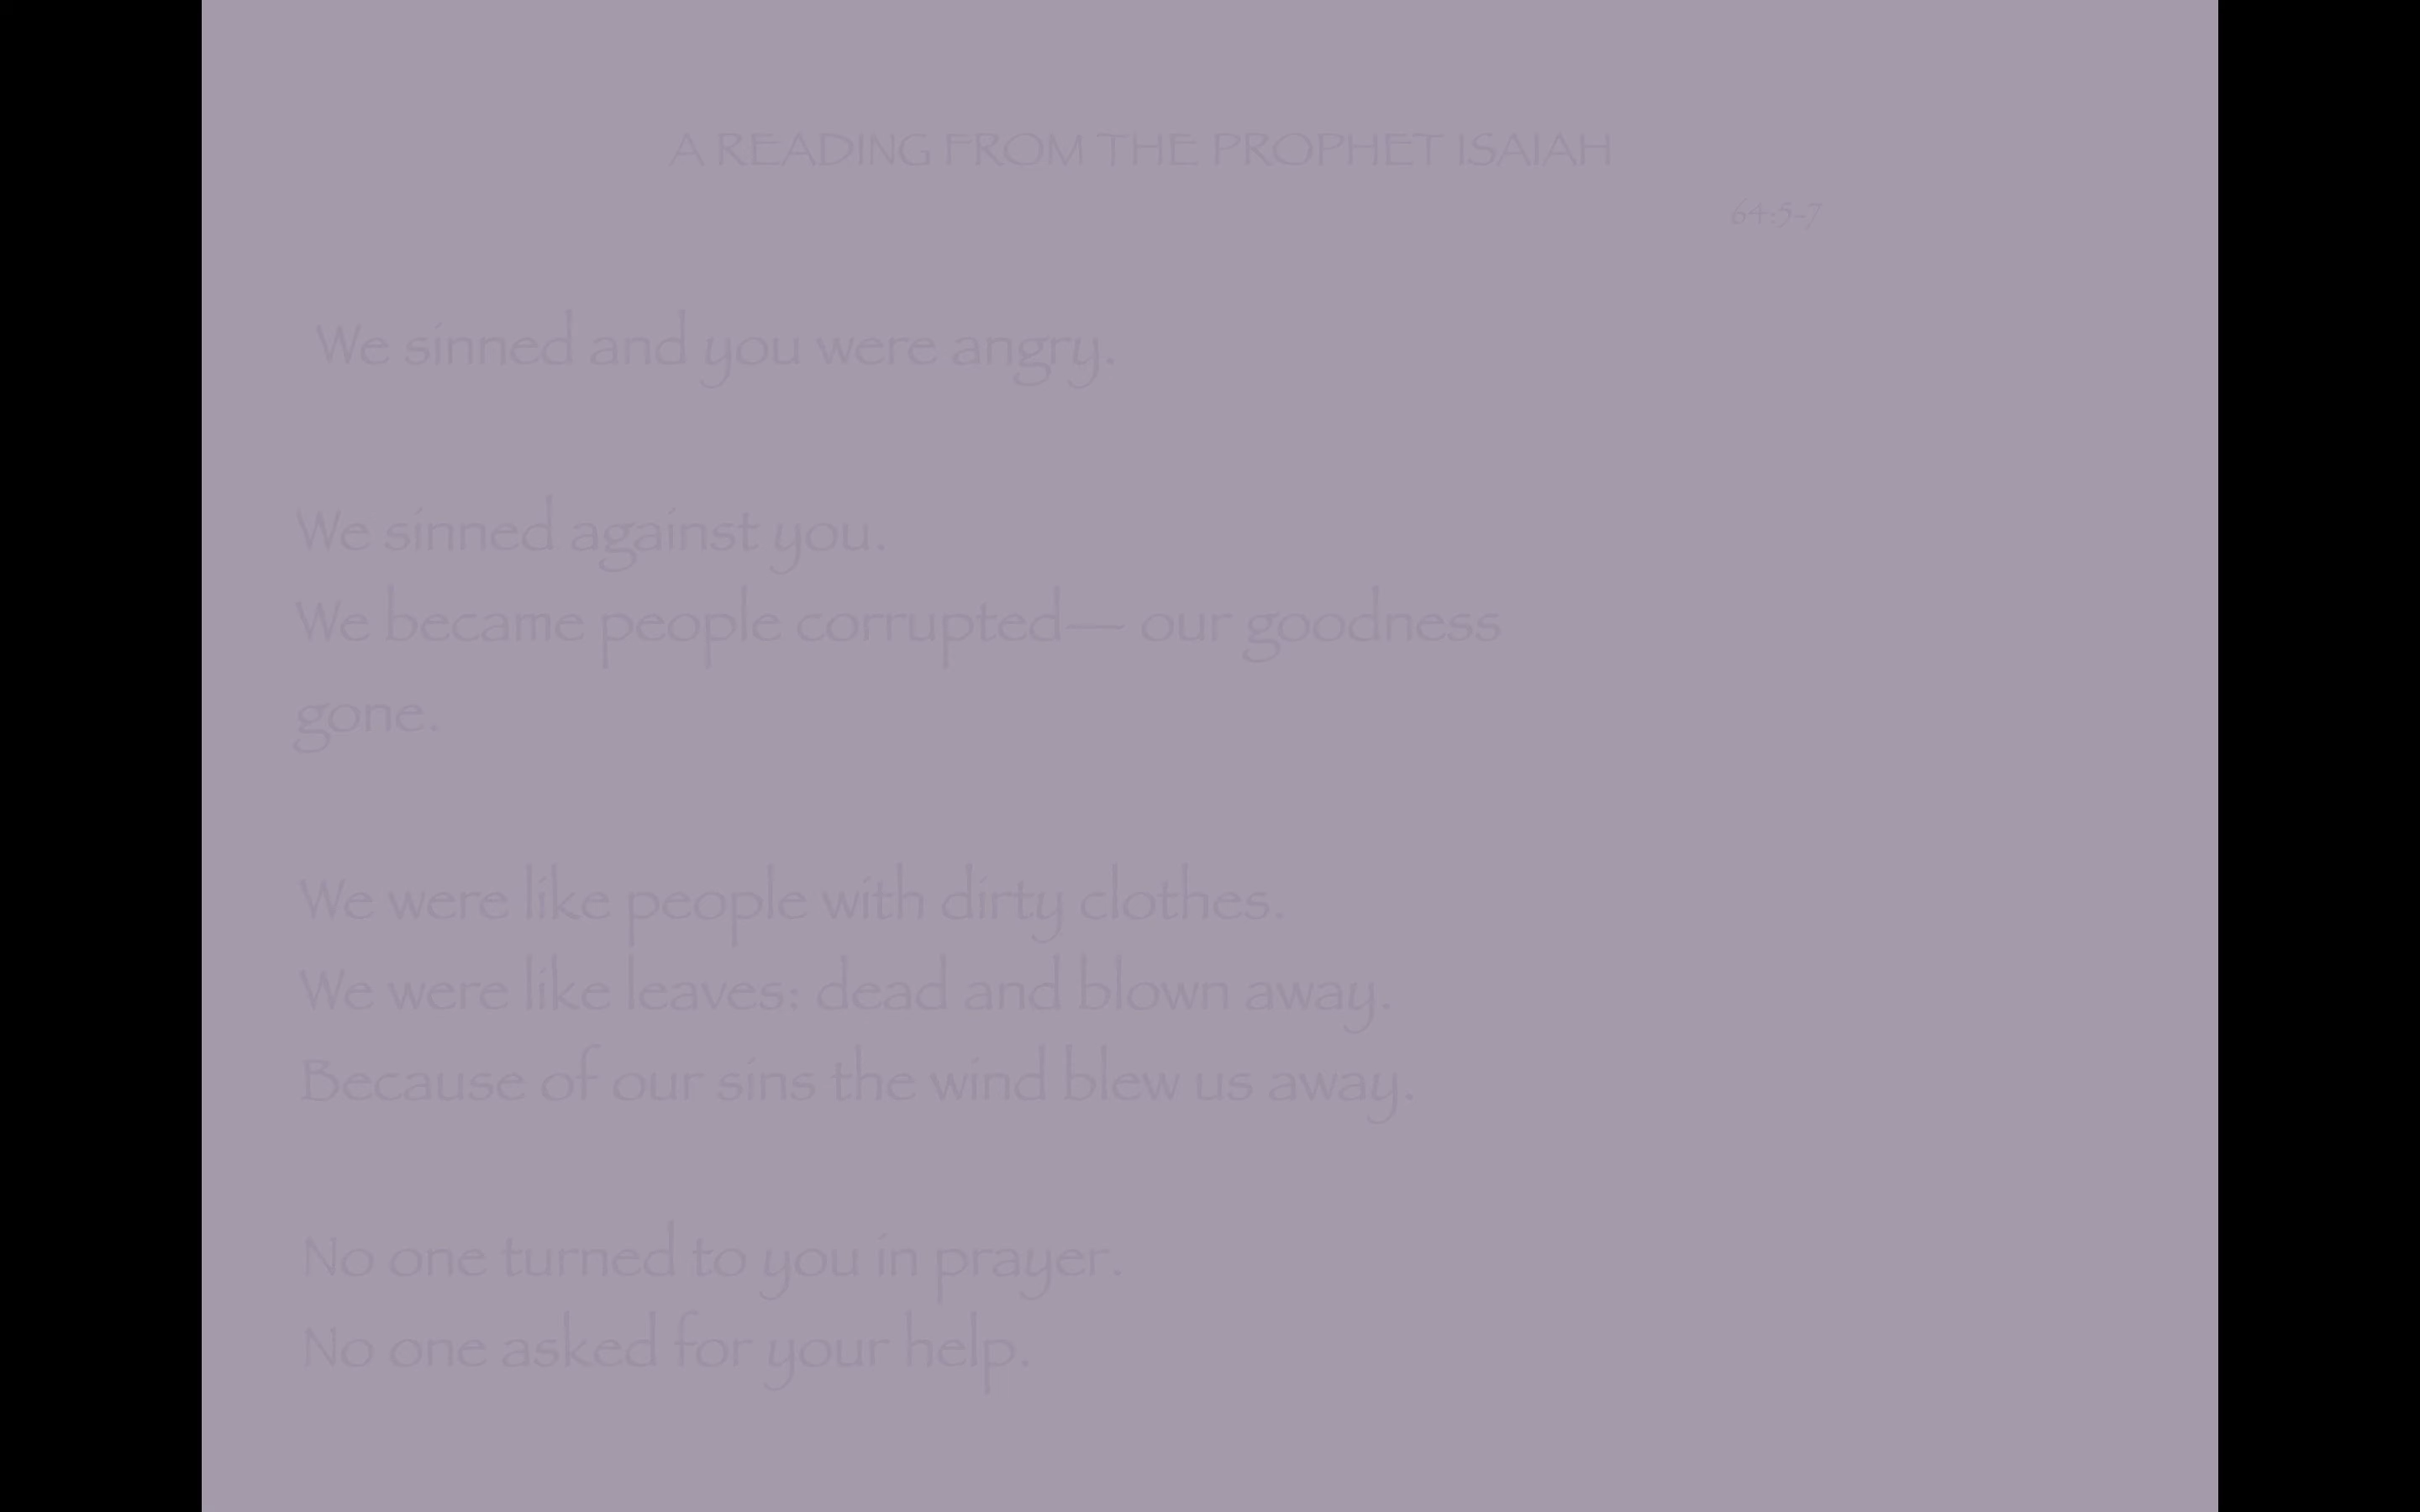 A READING FROM THE PROPHET ISAIAH
64:5-7
We sinned and you were angry.
We sinned against you.
We became people corrupted— our goodness
gone.
We were like people with dirty clothes.
We were like leaves: dead and blown away.
Because of our sins the wind blew us away.
No one turned to you in prayer.
No one asked for your help.